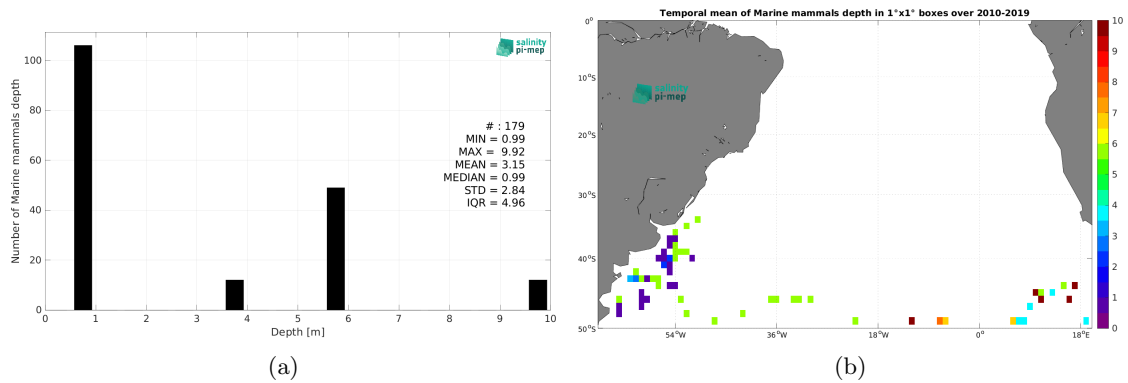 salinity
pi-mep
Number of Marine mammals depth
100
80
60
40
20
0
# : 179
MIN = 0.99
MAX = 9.92
MEAN = 3.15
MEDIAN = 0.99
STD = 2.84
IQR = 4.96
0 1 2 3 4 5 6 7 8 9 10
Depth [m]
(a)
Temporal mean of Marine mammals depth in 1°x1° boxes over 2010-2019
salinity
pi-mep
0°
10°S
20°S
30°S
40°S
50°S
54°W 36°W 18°W 0° 18°E
10
9
8
7
6
5
4
3
2
1
0
(b)